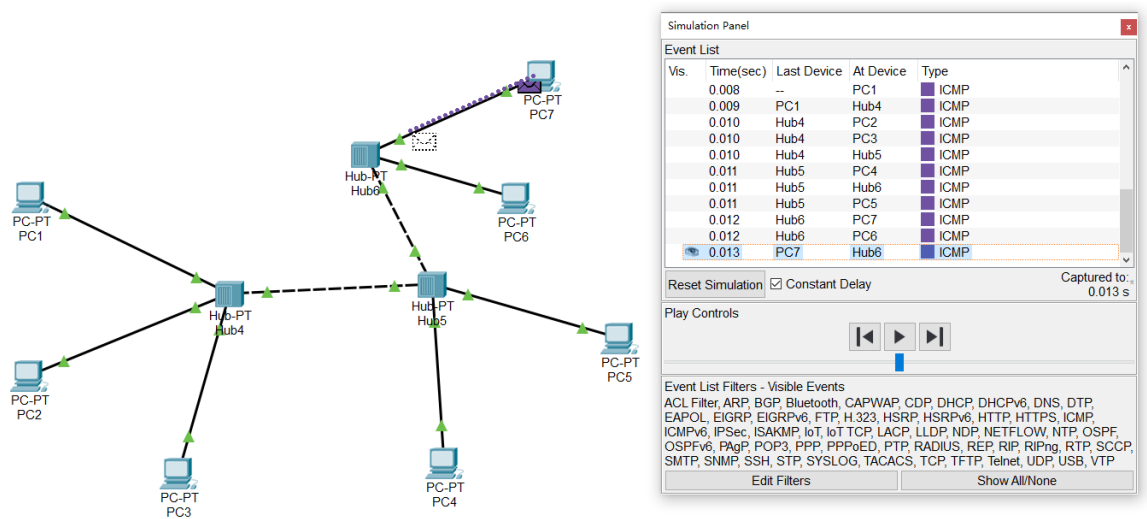 PC-PT
PC7
Hub-PT
Hub6
PC-PT
PC6
PC-PT
PC1
Hub-PT
Hub4
Hub-PT
Hub5
PC-PT
PC5
PC-PT
PC2
PC-PT
PC3
PC-PT
PC4
Simulation Panel
x
Event List
Vis. Time(sec) Last Device At Device Type
0.008 -- PC1 ICMP
0.009 PC1 Hub4 ICMP
0.010 Hub4 PC2 ICMP
0.010 Hub4 PC3 ICMP
0.010 Hub4 Hub5 ICMP
0.011 Hub5 PC4 ICMP
0.011 Hub5 Hub6 ICMP
0.011 Hub5 PC5 ICMP
0.012 Hub6 PC7 ICMP
0.012 Hub6 PC6 ICMP
0.013 PC7 Hub6 ICMP
Reset Simulation Constant Delay Captured to:
0.013 s
Play Controls
Event List Filters - Visible Events
ACL Filter, ARP, BGP, Bluetooth, CAPWAP, CDP, DHCP, DHCPv6, DNS, DTP,
EAPOL, EIGRP, EIGRPv6, FTP, H.323, HSRP, HSRPv6, HTTP, HTTPS, ICMP,
ICMPv6, IPSec, ISAKMP, IoT, IoT TCP, LACP, LLDP, NDP, NETFLOW, NTP, OSPF,
OSPFv6, PAgP, POP3, PPP, PPPoED, PTP, RADIUS, REP, RIP, RIPng, RTP, SCCP,
SMTP, SNMP, SSH, STP, SYSLOG, TACACS, TCP, TFTP, Telnet, UDP, USB, VTP
Edit Filters Show All/None